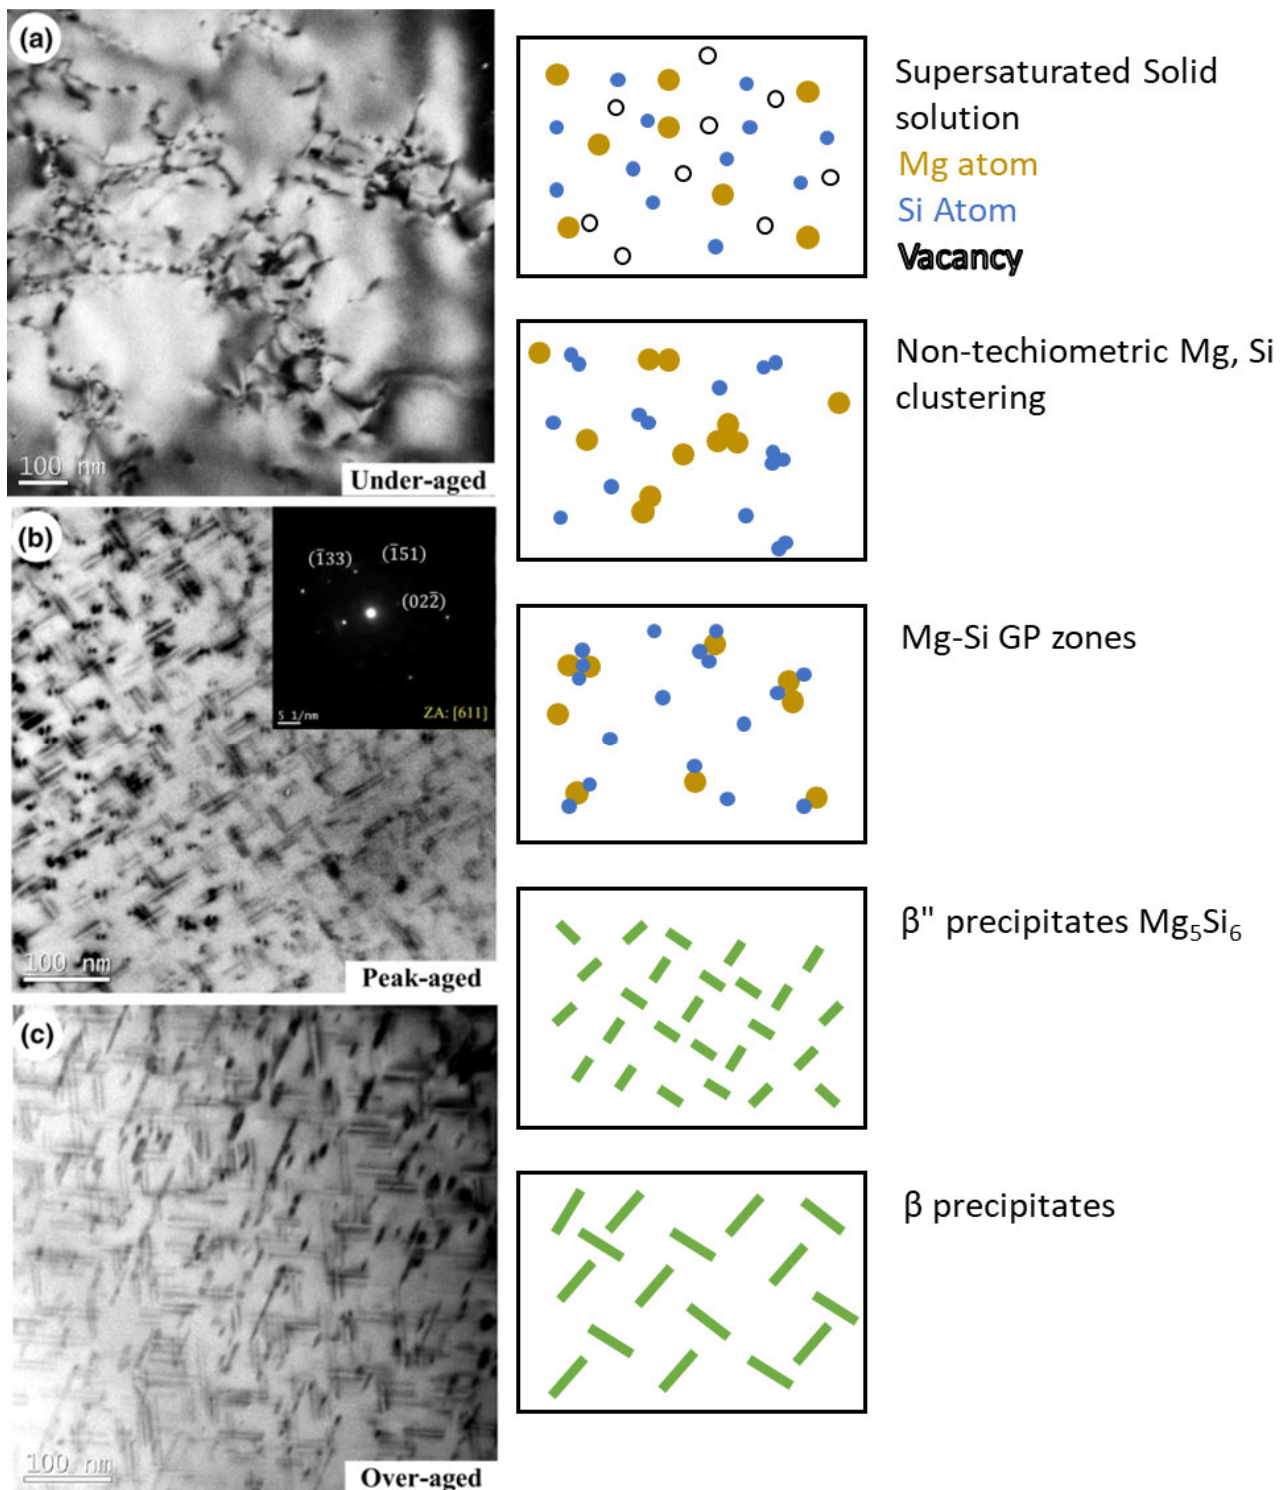 (a)
100 nm
Under-aged
(b)
(1̅33)
(1̅51)
(022̅)
5 1/nm
ZA: [611]
100 nm
Peak-aged
(c)
100 nm
Over-aged
Supersaturated Solid
solution
Mg atom
Si Atom
Vacancy
Non-techiometric Mg, Si
clustering
Mg-Si GP zones
β" precipitates Mg₅Si₆
β precipitates